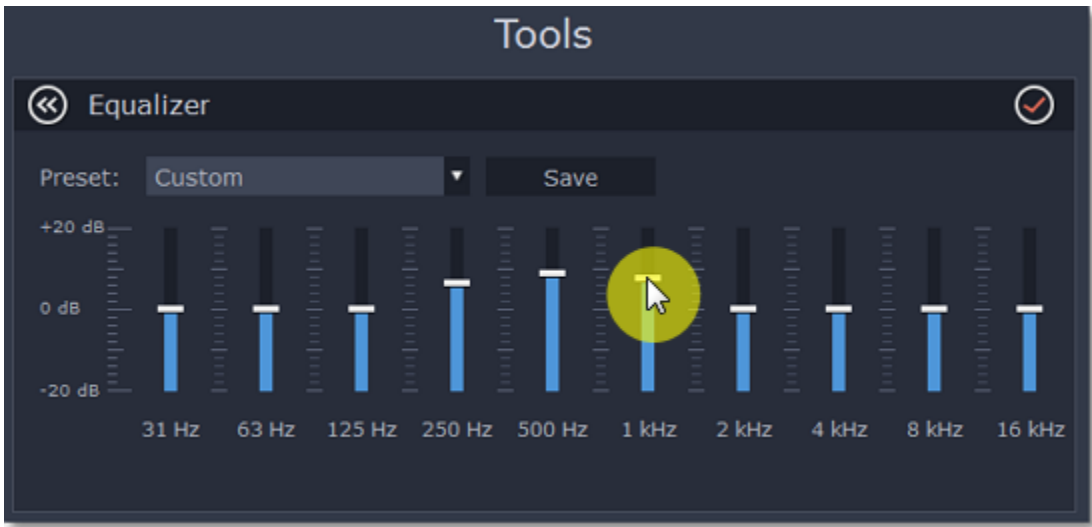 Tools
Equalizer
Preset: Custom Save
+20 dB
0 dB
-20 dB
31 Hz 63 Hz 125 Hz 250 Hz 500 Hz 1 kHz 2 kHz 4 kHz 8 kHz 16 kHz